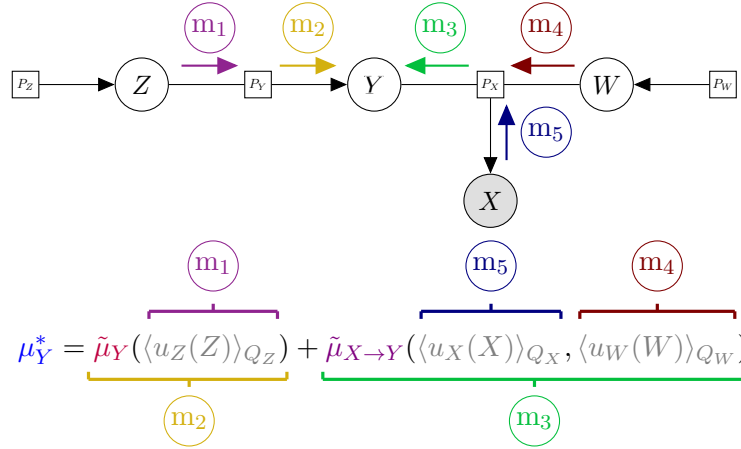 m₁ m₂ m₃ m₄
P_Z Z P_Y Y P_X W P_W
m₅
X
m₁ m₅ m₄
μ*_Y = μ̃_Y(⟨u_Z(Z)⟩_{Q_Z}) + μ̃_{X→Y}(⟨u_X(X)⟩_{Q_X}, ⟨u_W(W)⟩_{Q_W})
m₂ m₃